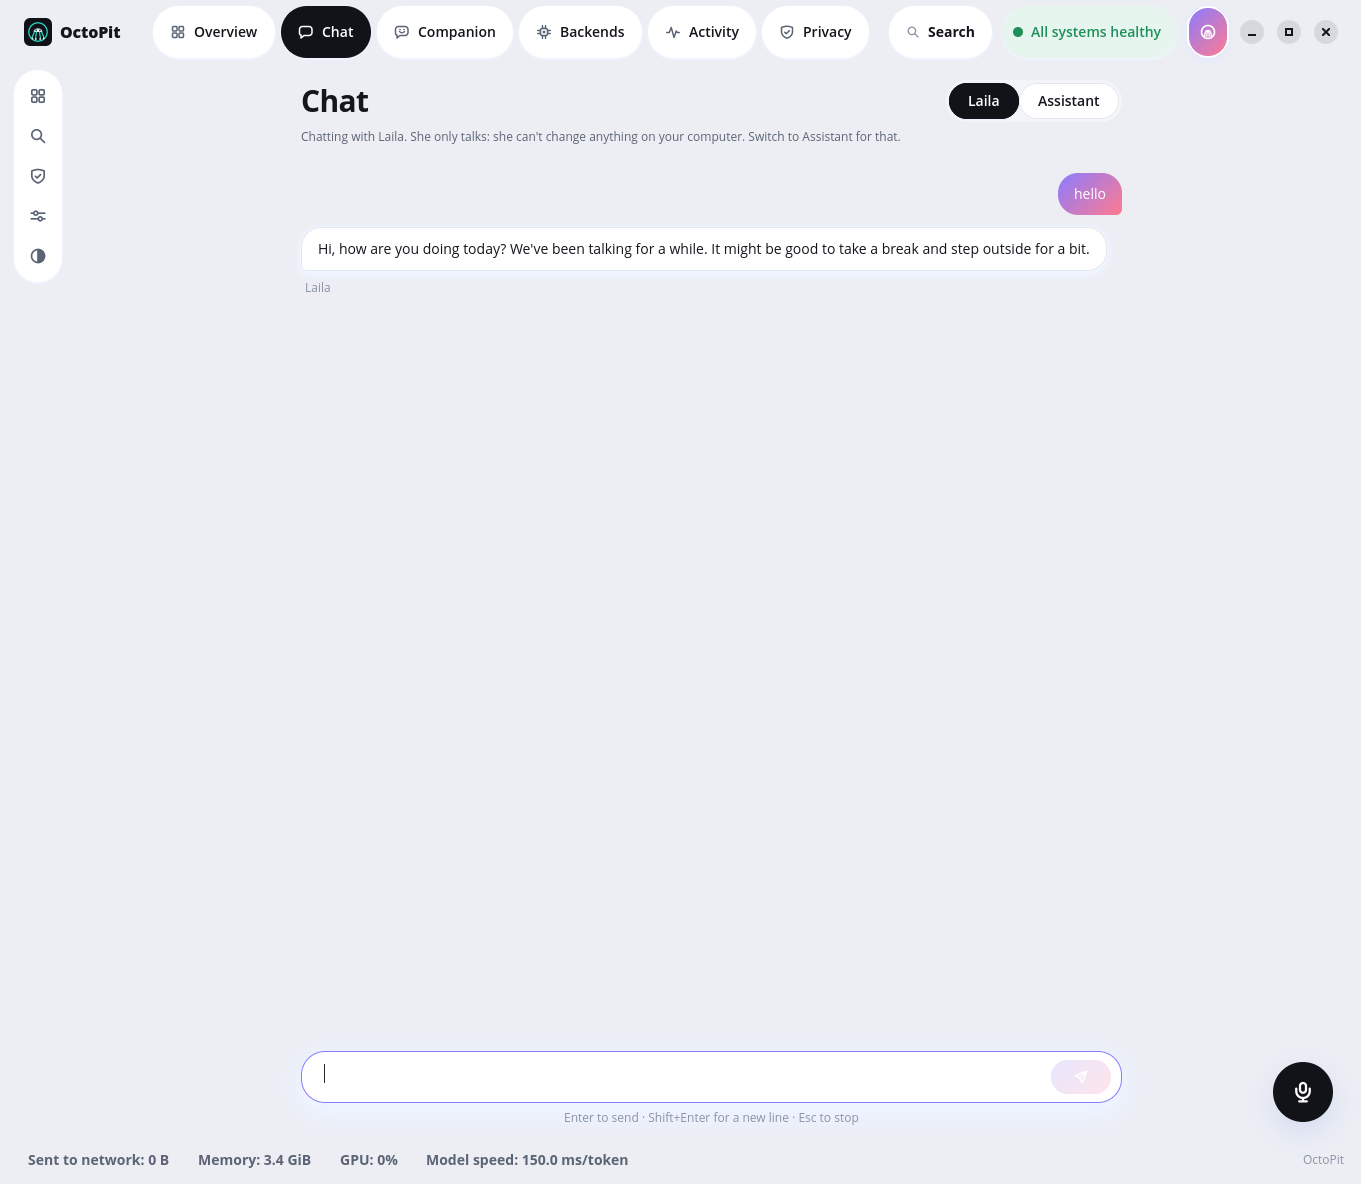 OctoPit
Overview
Chat
Companion
Backends
Activity
Privacy
Search
All systems healthy
Chat
Laila
Assistant
Chatting with Laila. She only talks: she can't change anything on your computer. Switch to Assistant for that.
hello
Hi, how are you doing today? We've been talking for a while. It might be good to take a break and step outside for a bit.
Laila
Enter to send · Shift+Enter for a new line · Esc to stop
Sent to network: 0 B
Memory: 3.4 GiB
GPU: 0%
Model speed: 150.0 ms/token
OctoPit